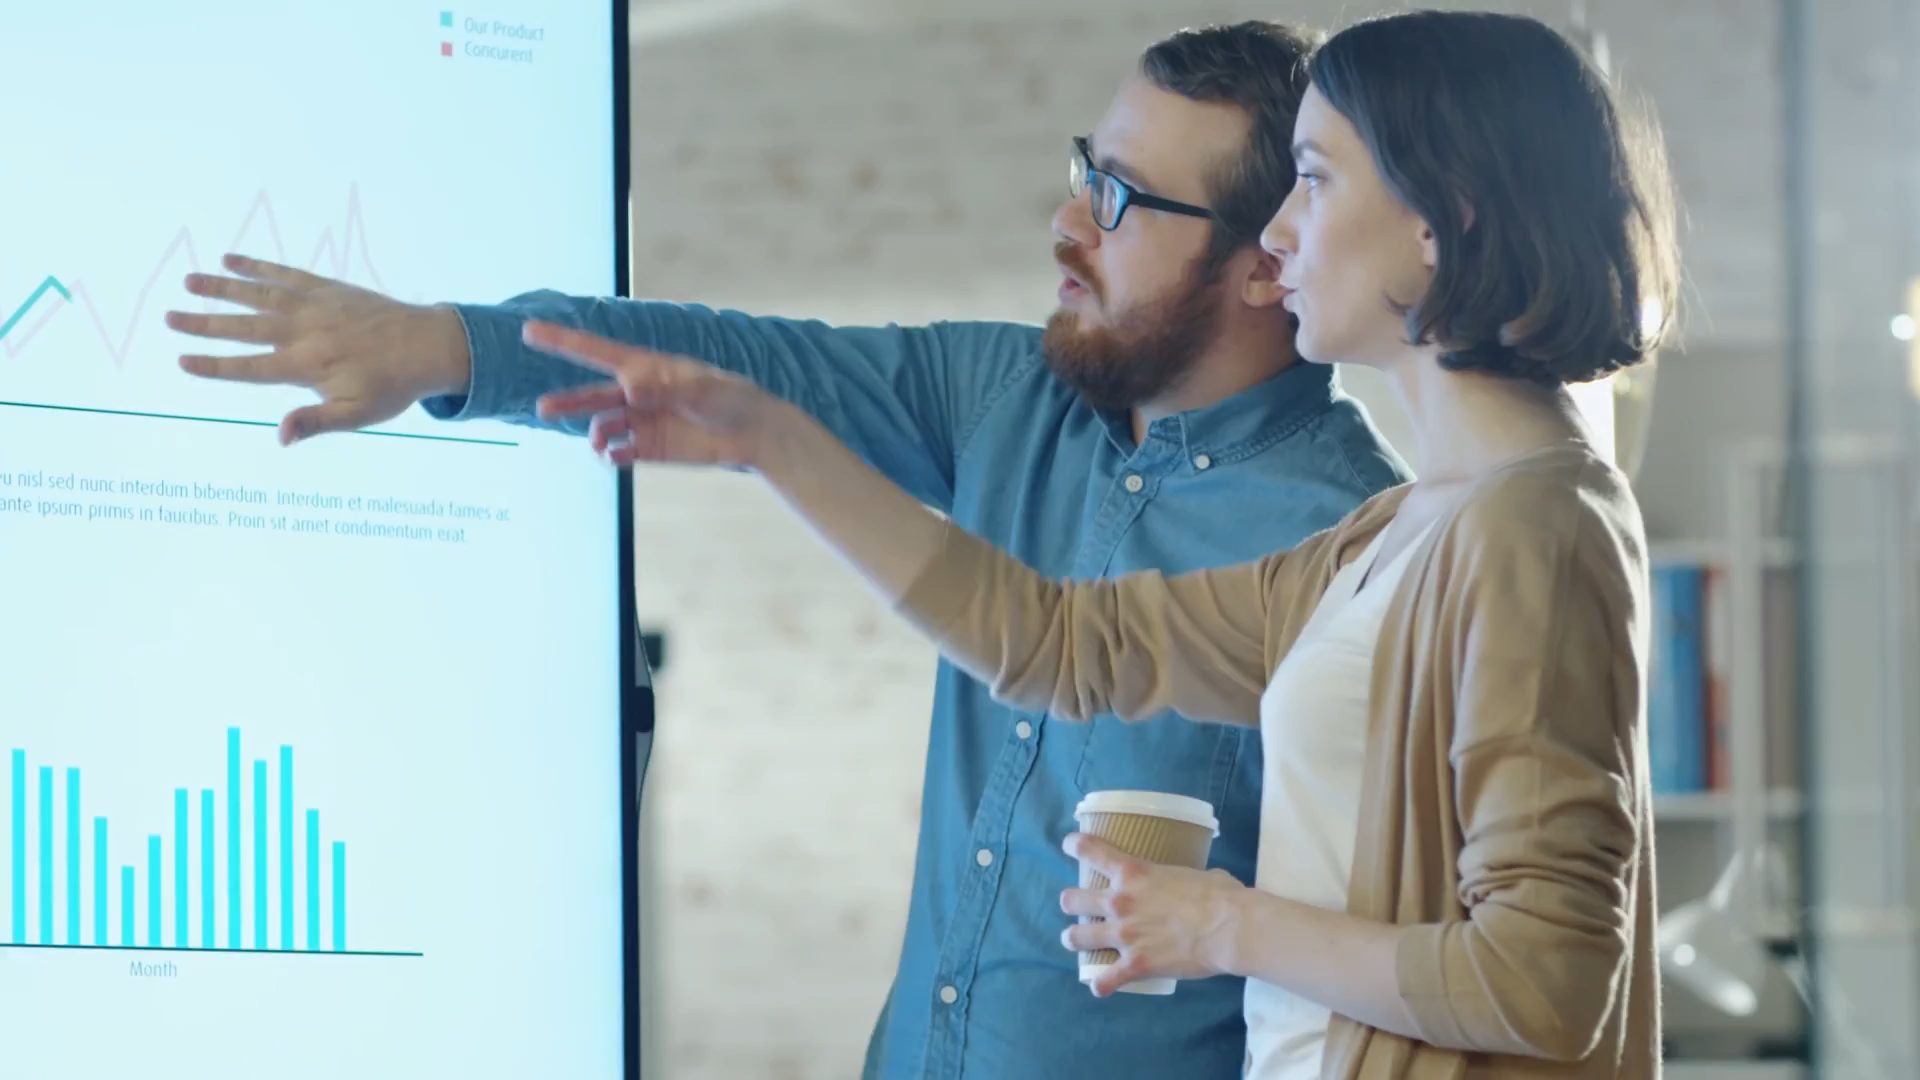 Our Product
Concurent
eu nisl sed nunc interdum bibendum. Interdum et malesuada fames ac
ante ipsum primis in faucibus. Proin sit amet condimentum erat.
Month